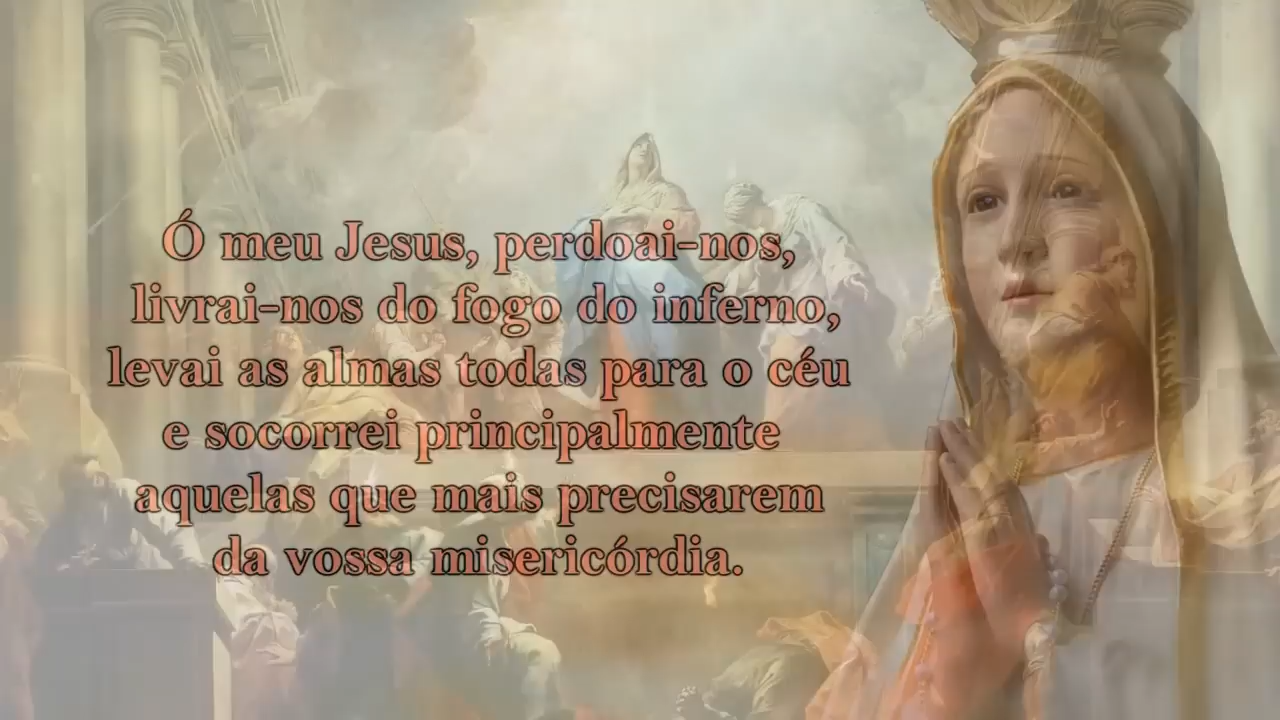 Ó meu Jesus, perdoai-nos,
livrai-nos do fogo do inferno,
levai as almas todas para o céu
e socorrei principalmente
aquelas que mais precisarem
da vossa misericórdia.